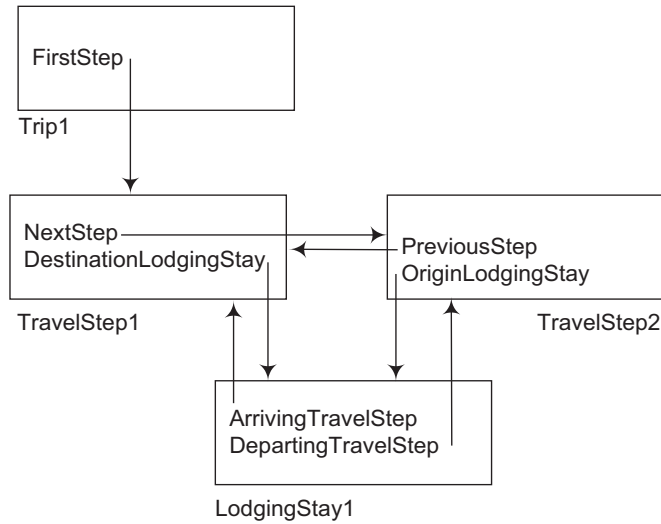 FirstStep
Trip1
NextStep
DestinationLodgingStay
TravelStep1
PreviousStep
OriginLodgingStay
TravelStep2
ArrivingTravelStep
DepartingTravelStep
LodgingStay1